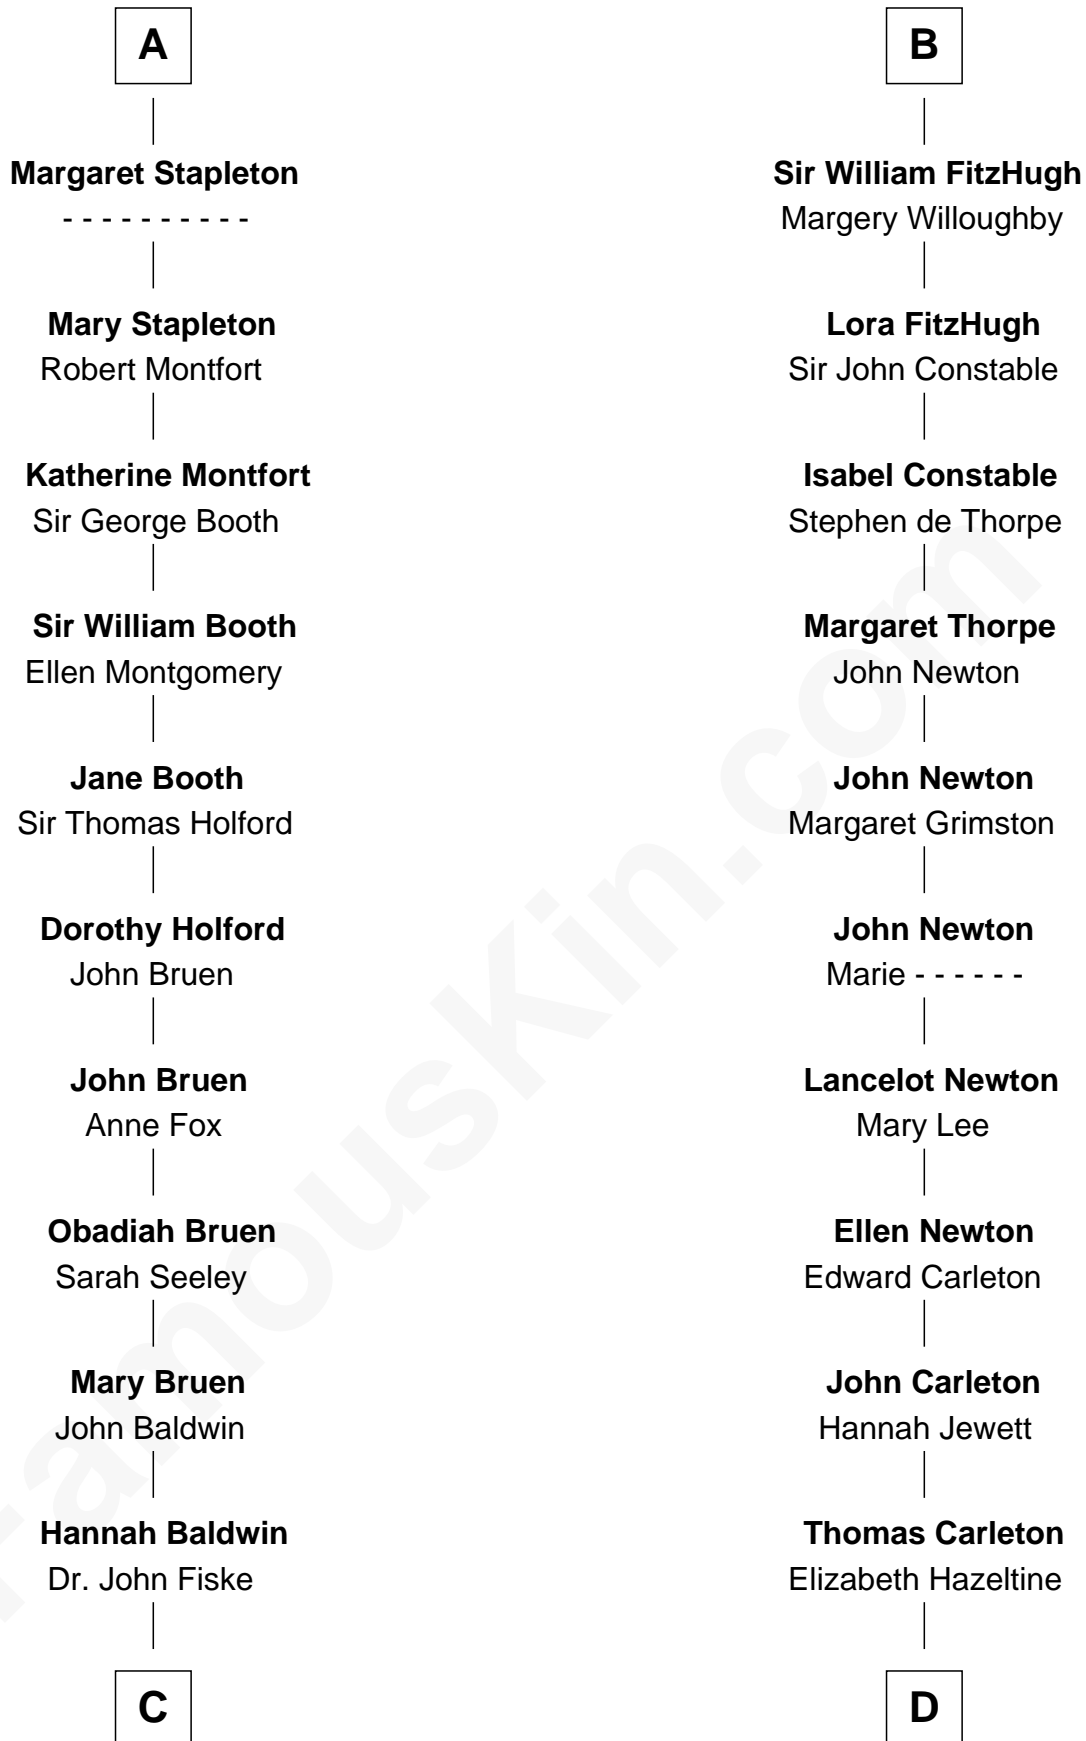 A
Margaret Stapleton
- - - - - - - - - -
Mary Stapleton
Robert Montfort
Katherine Montfort
Sir George Booth
Sir William Booth
Ellen Montgomery
Jane Booth
Sir Thomas Holford
Dorothy Holford
John Bruen
John Bruen
Anne Fox
Obadiah Bruen
Sarah Seeley
Mary Bruen
John Baldwin
Hannah Baldwin
Dr. John Fiske
C
B
Sir William FitzHugh
Margery Willoughby
Lora FitzHugh
Sir John Constable
Isabel Constable
Stephen de Thorpe
Margaret Thorpe
John Newton
John Newton
Margaret Grimston
John Newton
Marie - - - - - -
Lancelot Newton
Mary Lee
Ellen Newton
Edward Carleton
John Carleton
Hannah Jewett
Thomas Carleton
Elizabeth Hazeltine
D
FamousKin.com